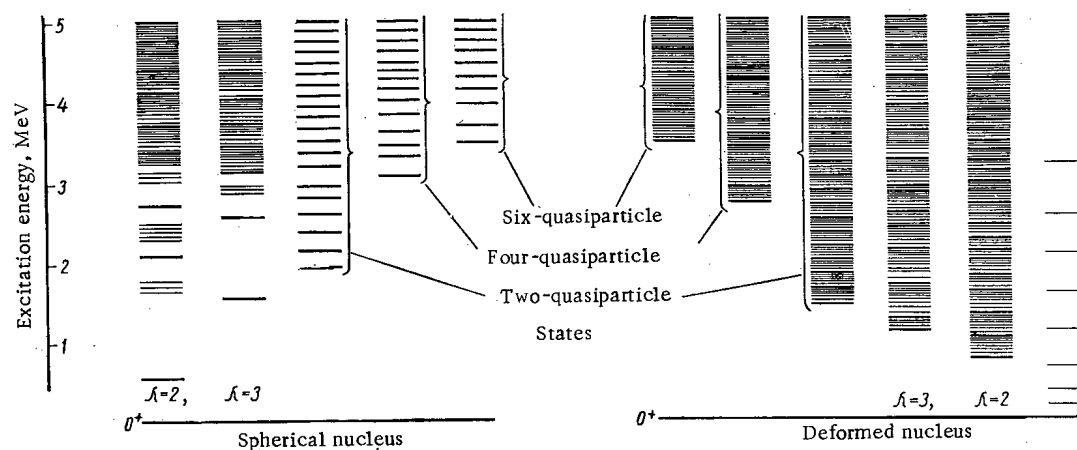 5
4
3
2
1
Excitation energy, MeV
Six-quasiparticle
Four-quasiparticle
Two-quasiparticle
States
λ=2, λ=3
λ=3, λ=2
0⁺
Spherical nucleus
0⁺
Deformed nucleus